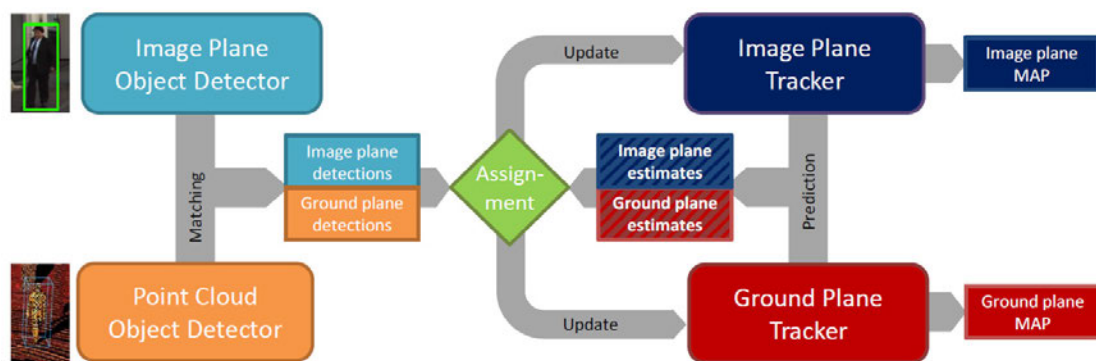 Image Plane
Object Detector
Update
Image Plane
Tracker
Image plane
MAP
Matching
Image plane
detections
Ground plane
detections
Assign-
ment
Image plane
estimates
Ground plane
estimates
Prediction
Point Cloud
Object Detector
Update
Ground Plane
Tracker
Ground plane
MAP